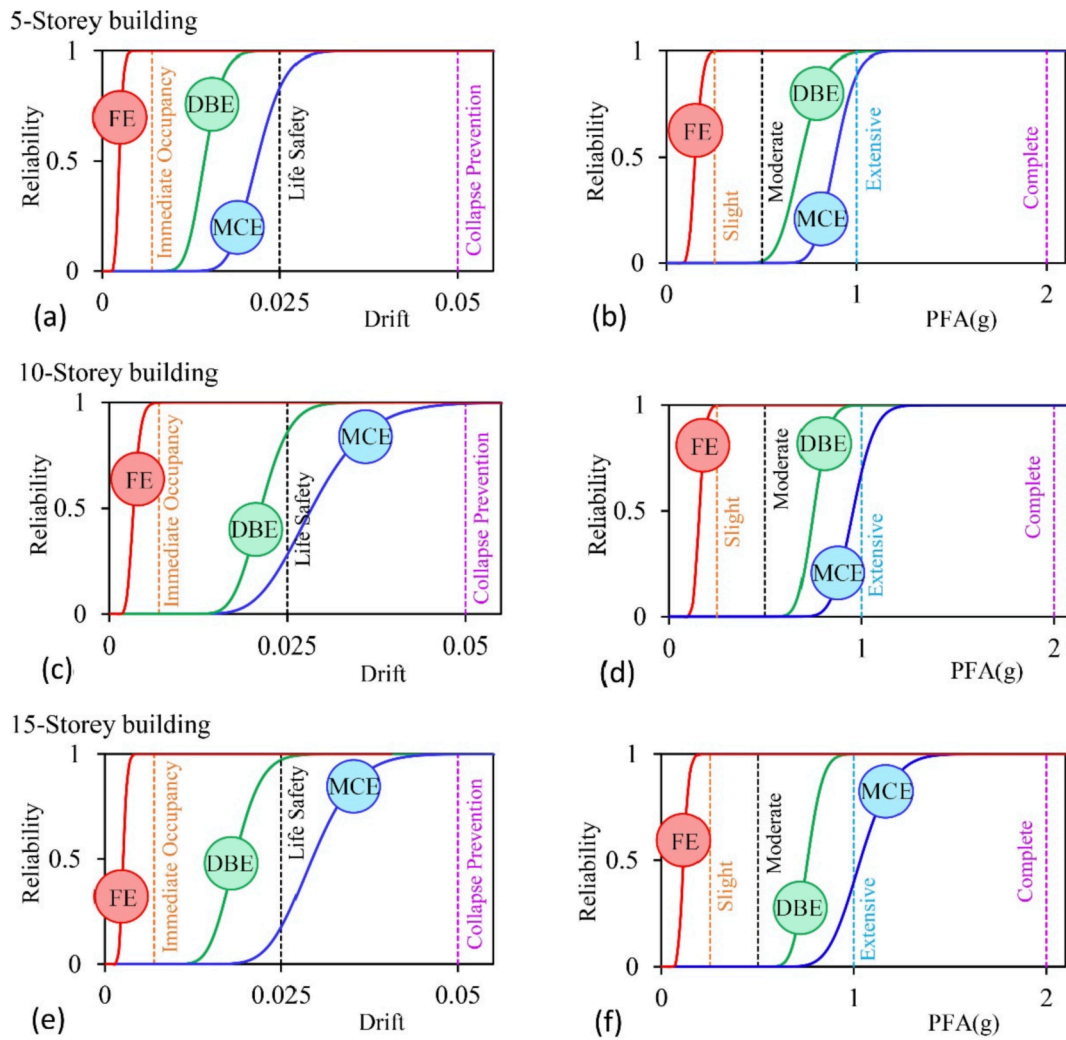 5-Storey building
1
0.5
0
Reliability
FE
DBE
MCE
Immediate Occupancy
Life Safety
Collapse Prevention
0
0.025
0.05
Drift
(a)
1
0.5
0
Reliability
FE
DBE
MCE
Slight
Moderate
Extensive
Complete
0
1
2
PFA(g)
(b)
10-Storey building
1
0.5
0
Reliability
FE
DBE
MCE
Immediate Occupancy
Life Safety
Collapse Prevention
0
0.025
0.05
Drift
(c)
1
0.5
0
Reliability
FE
DBE
MCE
Slight
Moderate
Extensive
Complete
0
1
2
PFA(g)
(d)
15-Storey building
1
0.5
0
Reliability
FE
DBE
MCE
Immediate Occupancy
Life Safety
Collapse Prevention
0
0.025
0.05
Drift
(e)
1
0.5
0
Reliability
FE
DBE
MCE
Slight
Moderate
Extensive
Complete
0
1
2
PFA(g)
(f)